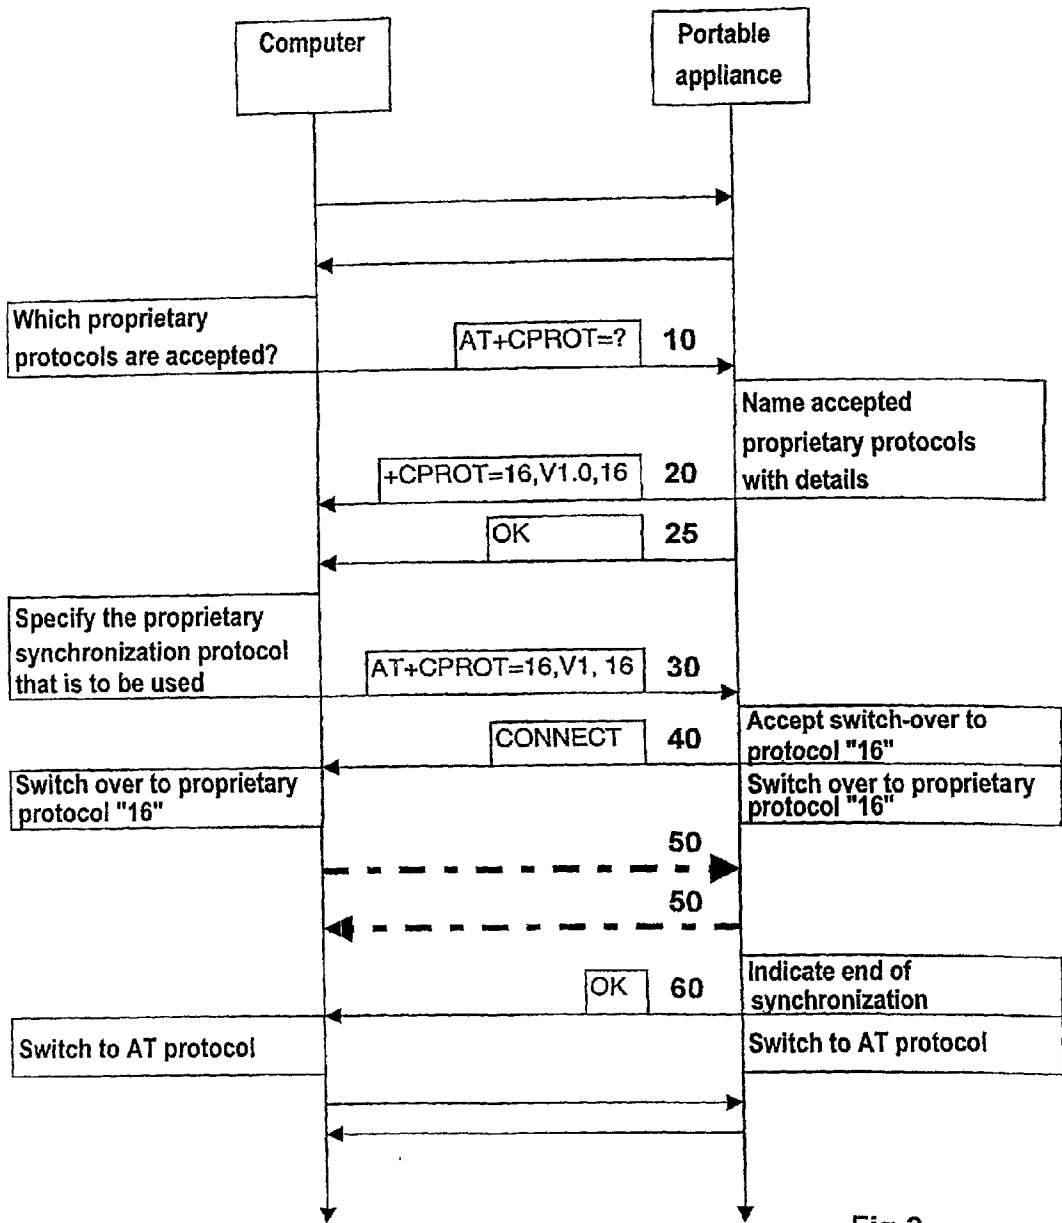 Computer
Portable
appliance
Which proprietary
protocols are accepted?
AT+CPROT=?
10
Name accepted
proprietary protocols
with details
+CPROT=16,V1.0,16
20
OK
25
Specify the proprietary
synchronization protocol
that is to be used
AT+CPROT=16,V1, 16
30
CONNECT
40
Accept switch-over to
protocol "16"
Switch over to proprietary
protocol "16"
Switch over to proprietary
protocol "16"
50
50
OK
60
Indicate end of
synchronization
Switch to AT protocol
Switch to AT protocol